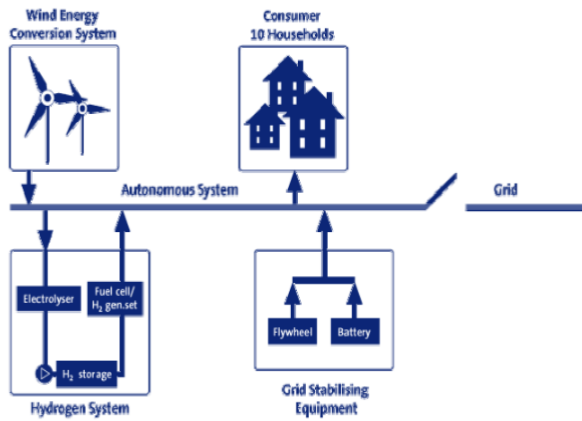 Wind Energy
Conversion System
Consumer
10 Households
Autonomous System
Grid
Electrolyser
Fuel cell/
H₂ gen.set
H₂ storage
Flywheel
Battery
Hydrogen System
Grid Stabilising
Equipment